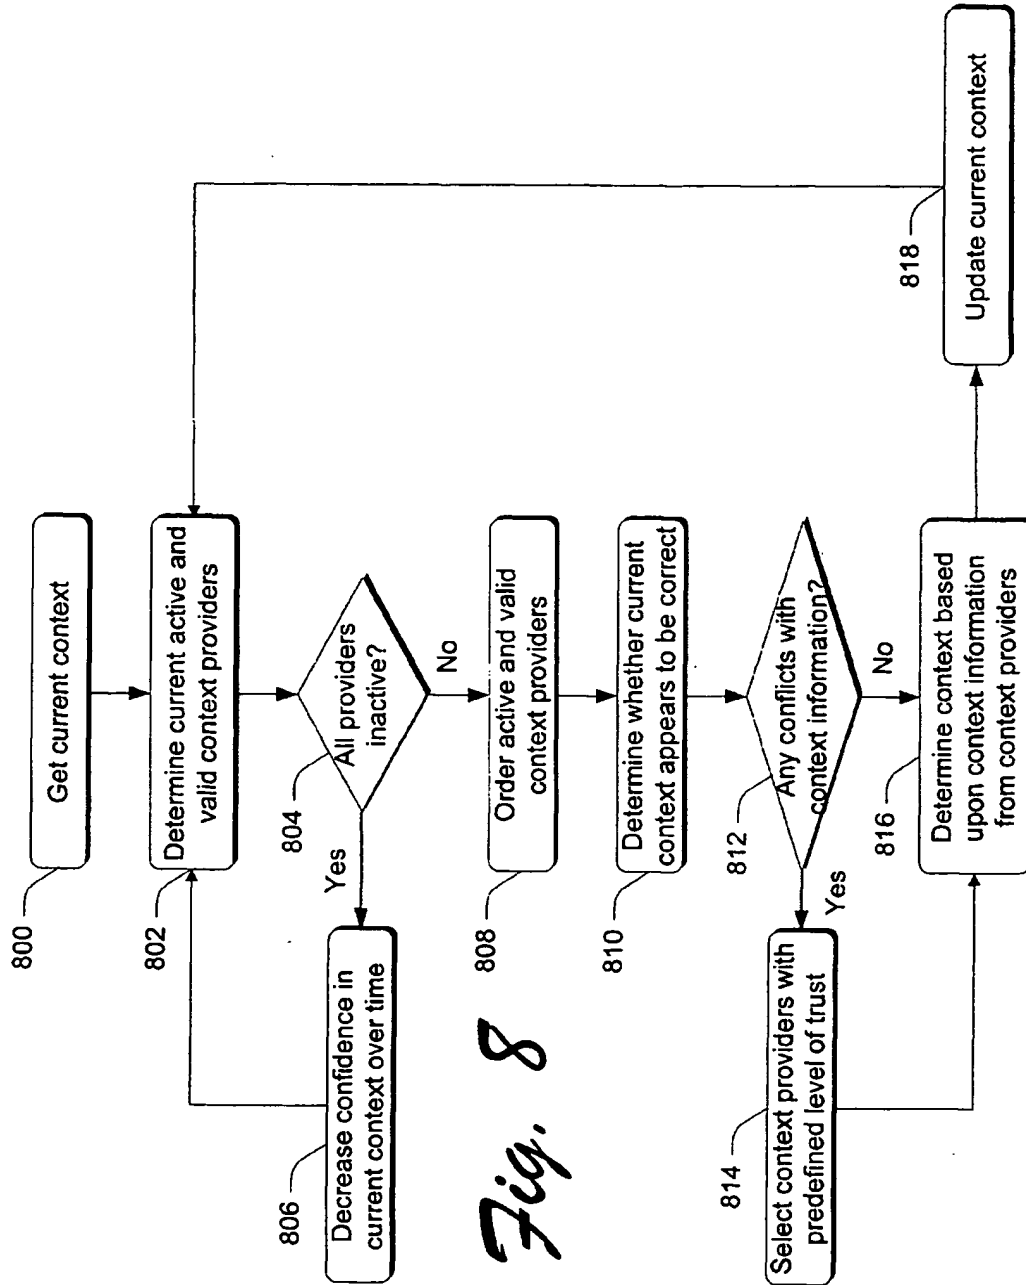 800
Get current context
802
Determine current active and
valid context providers
804
All providers
inactive?
Yes
No
806
Decrease confidence in
current context over time
808
Order active and valid
context providers
810
Determine whether current
context appears to be correct
812
Any conflicts with
context information?
Yes
No
814
Select context providers with
predefined level of trust
816
Determine context based
upon context information
from context providers
818
Update current context
Fig. 8